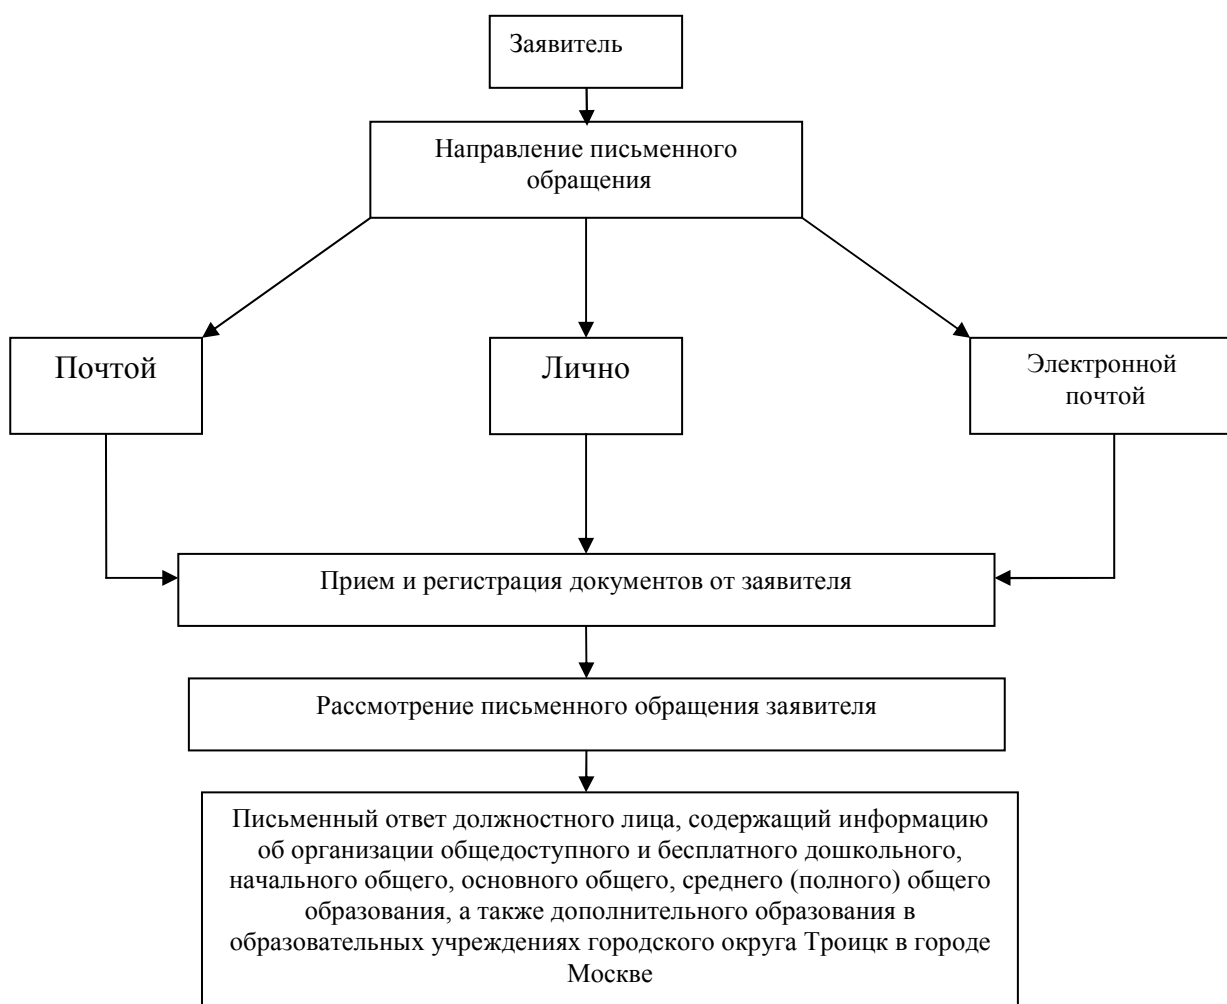 Заявитель
Направление письменного
обращения
Почтой
Лично
Электронной
почтой
Прием и регистрация документов от заявителя
Рассмотрение письменного обращения заявителя
Письменный ответ должностного лица, содержащий информацию
об организации общедоступного и бесплатного дошкольного,
начального общего, основного общего, среднего (полного) общего
образования, а также дополнительного образования в
образовательных учреждениях городского округа Троицк в городе
Москве